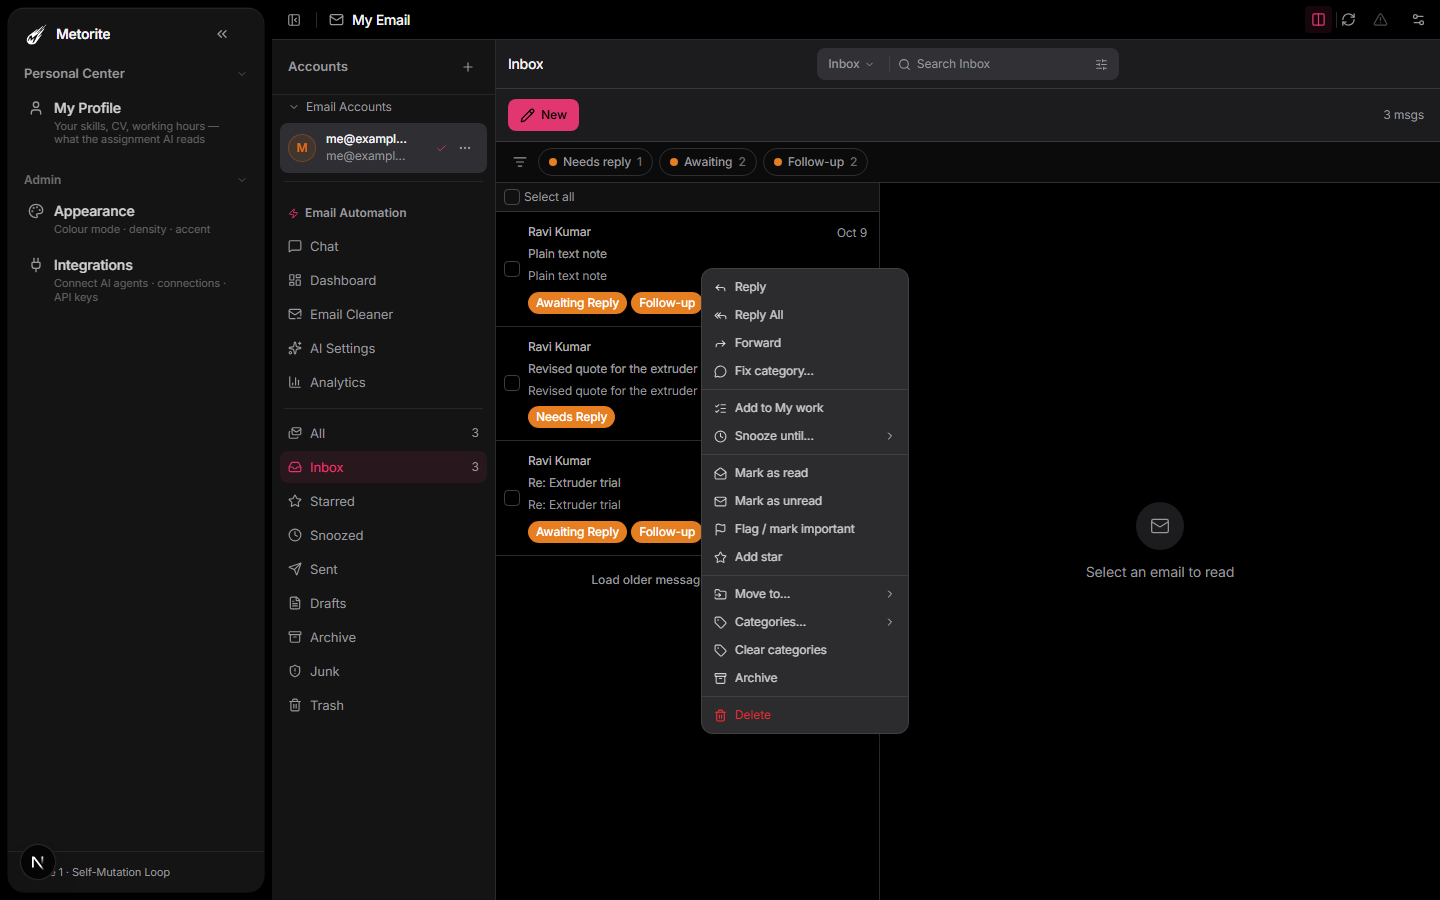 Metorite
Personal Center
My Profile
Your skills, CV, working hours —
what the assignment AI reads
Admin
Appearance
Colour mode · density · accent
Integrations
Connect AI agents · connections ·
API keys
N
1 · Self-Mutation Loop
My Email
Accounts
Email Accounts
M
me@exampl...
me@exampl...
Email Automation
Chat
Dashboard
Email Cleaner
AI Settings
Analytics
All 3
Inbox 3
Starred
Snoozed
Sent
Drafts
Archive
Junk
Trash
Inbox
Inbox
Search Inbox
New
3 msgs
Needs reply 1
Awaiting 2
Follow-up 2
Select all
Ravi Kumar
Oct 9
Plain text note
Plain text note
Awaiting Reply
Follow-up
Ravi Kumar
Revised quote for the extruder
Revised quote for the extruder
Needs Reply
Ravi Kumar
Re: Extruder trial
Re: Extruder trial
Awaiting Reply
Follow-up
Load older
Reply
Reply All
Forward
Fix category...
Add to My work
Snooze until...
Mark as read
Mark as unread
Flag / mark important
Add star
Move to...
Categories...
Clear categories
Archive
Delete
Select an email to read